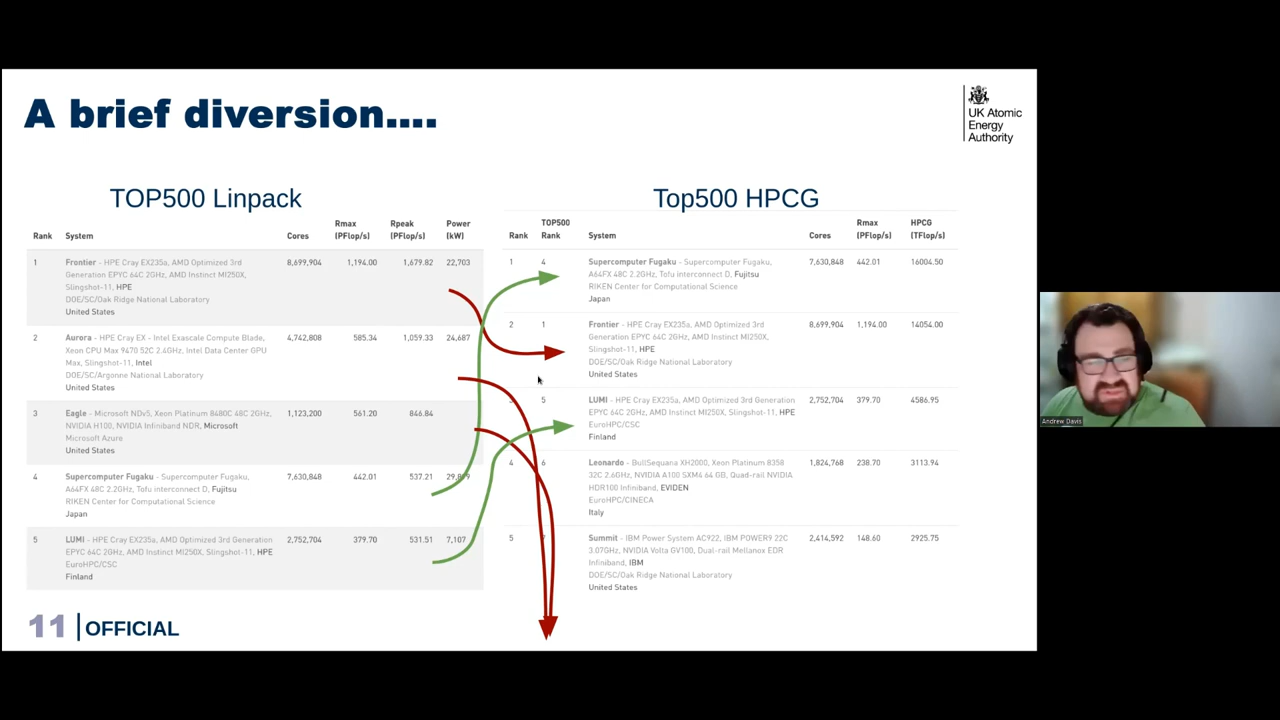 A brief diversion....
UK Atomic
Energy
Authority
TOP500 Linpack
Rank System Cores Rmax (PFlop/s) Rpeak (PFlop/s) Power (kW)
1 Frontier - HPE Cray EX235a, AMD Optimized 3rd 8,699,904 1,194.00 1,679.82 22,703
Generation EPYC 64C 2GHz, AMD Instinct MI250X,
Slingshot-11, HPE
DOE/SC/Oak Ridge National Laboratory
United States
2 Aurora - HPE Cray EX - Intel Exascale Compute Blade, 4,742,808 585.34 1,059.33 24,687
Xeon CPU Max 9470 52C 2.4GHz, Intel Data Center GPU
Max, Slingshot-11, Intel
DOE/SC/Argonne National Laboratory
United States
3 Eagle - Microsoft NDv5, Xeon Platinum 8480C 48C 2GHz, 1,123,200 561.20 846.84
NVIDIA H100, NVIDIA Infiniband NDR, Microsoft
Microsoft Azure
United States
4 Supercomputer Fugaku - Supercomputer Fugaku, 7,630,848 442.01 537.21
A64FX 48C 2.2GHz, Tofu interconnect D, Fujitsu
RIKEN Center for Computational Science
Japan
5 LUMI - HPE Cray EX235a, AMD Optimized 3rd Generation 2,752,704 379.70 531.51 7,107
EPYC 64C 2GHz, AMD Instinct MI250X, Slingshot-11, HPE
EuroHPC/CSC
Finland
Top500 HPCG
Rank TOP500 Rank System Cores Rmax (PFlop/s) HPCG (TFlop/s)
1 4 Supercomputer Fugaku - Supercomputer Fugaku, 7,630,848 442.01 16004.50
A64FX 48C 2.2GHz, Tofu interconnect D, Fujitsu
RIKEN Center for Computational Science
Japan
2 1 Frontier - HPE Cray EX235a, AMD Optimized 3rd 8,699,904 1,194.00 14054.00
Generation EPYC 64C 2GHz, AMD Instinct MI250X,
Slingshot-11, HPE
DOE/SC/Oak Ridge National Laboratory
United States
5 LUMI - HPE Cray EX235a, AMD Optimized 3rd Generation 2,752,704 379.70 4586.95
EPYC 64C 2GHz, AMD Instinct MI250X, Slingshot-11, HPE
EuroHPC/CSC
Finland
4 6 Leonardo - BullSequana XH2000, Xeon Platinum 8358 1,824,768 238.70 3113.94
32C 2.6GHz, NVIDIA A100 SXM4 64 GB, Quad-rail NVIDIA
HDR100 Infiniband, EVIDEN
EuroHPC/CINECA
Italy
5 Summit - IBM Power System AC922, IBM POWER9 22C 2,414,592 148.60 2925.75
3.07GHz, NVIDIA Volta GV100, Dual-rail Mellanox EDR
Infiniband, IBM
DOE/SC/Oak Ridge National Laboratory
United States
11 OFFICIAL
Andrew Davis